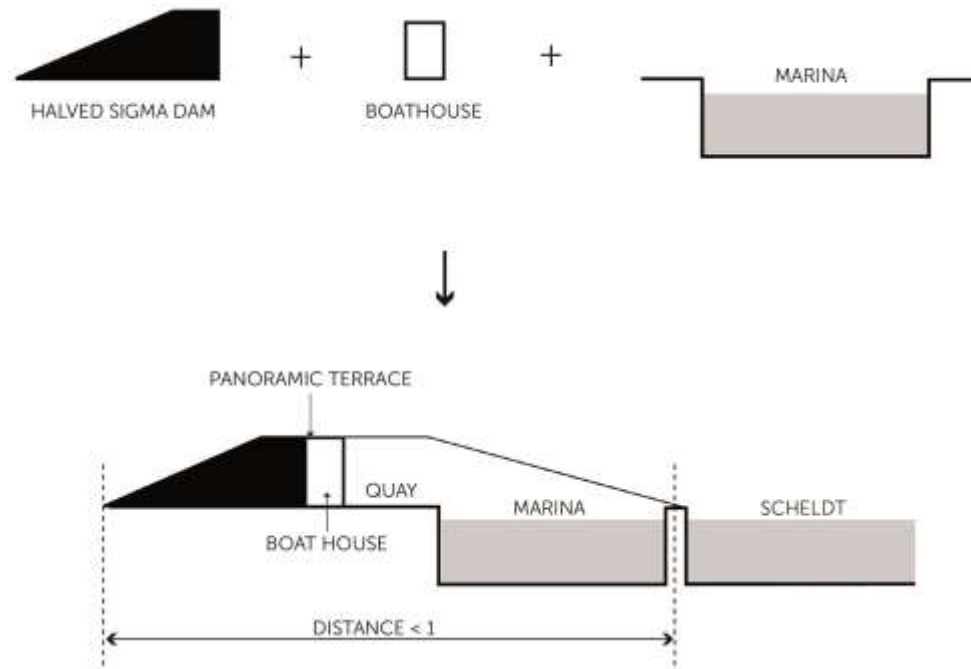 +
+
MARINA
HALVED SIGMA DAM
BOATHOUSE
PANORAMIC TERRACE
QUAY
MARINA
SCHELDT
BOAT HOUSE
DISTANCE < 1